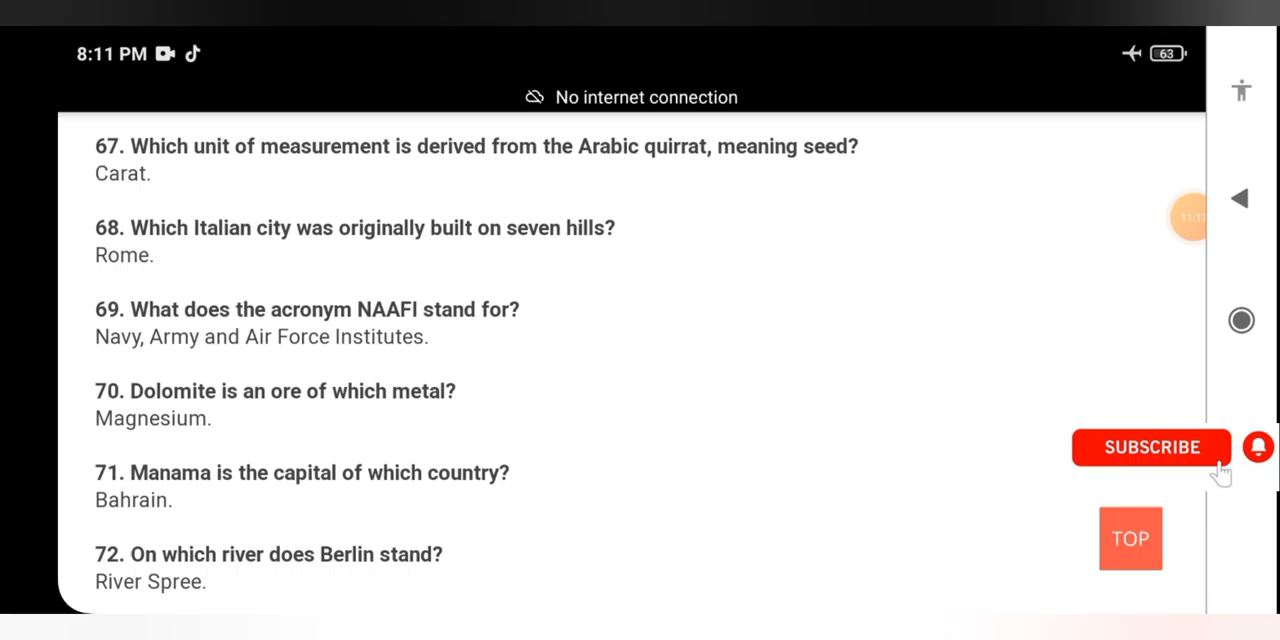 8:11 PM
63
No internet connection
67. Which unit of measurement is derived from the Arabic quirrat, meaning seed?
Carat.
11:12
68. Which Italian city was originally built on seven hills?
Rome.
69. What does the acronym NAAFI stand for?
Navy, Army and Air Force Institutes.
70. Dolomite is an ore of which metal?
Magnesium.
SUBSCRIBE
71. Manama is the capital of which country?
Bahrain.
TOP
72. On which river does Berlin stand?
River Spree.